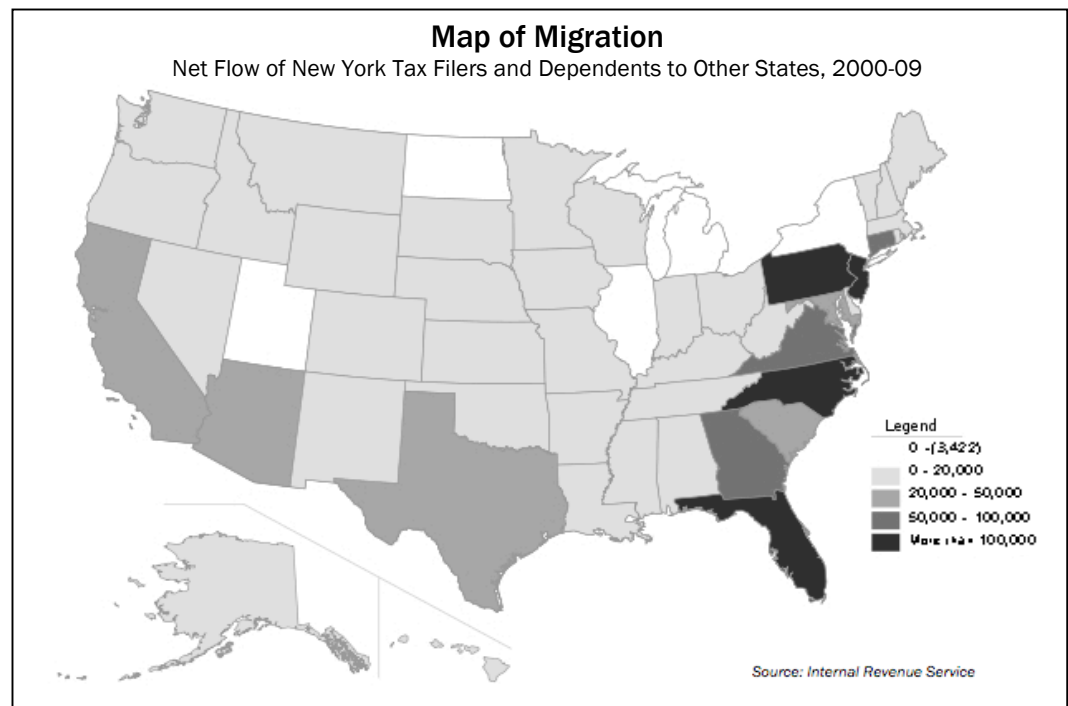 Map of Migration
Net Flow of New York Tax Filers and Dependents to Other States, 2000-09
Legend
0 -(3,422)
0 - 20,000
20,000 - 50,000
50,000 - 100,000
More than 100,000
Source: Internal Revenue Service